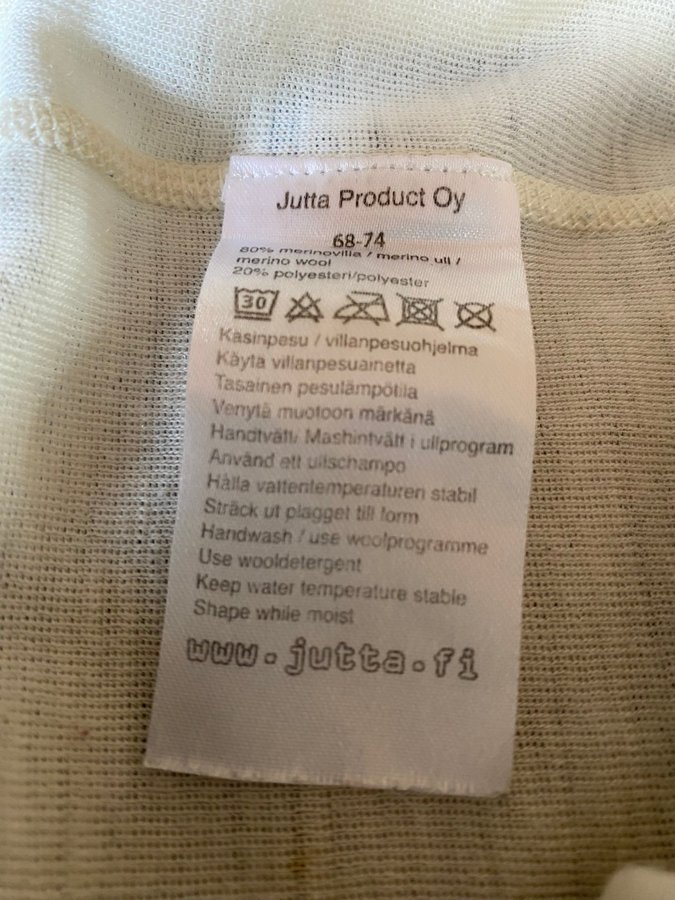 Jutta Product Oy
68-74
80% merinovilla / merino ull /
merino wool
20% polyesteri/polyester
30
Käsinpesu / villanpesuohjelma
Käytä villanpesuainetta
Tasainen pesulämpötila
Venytä muotoon märkänä
Handtvätt/ Mashintvätt i ullprogram
Använd ett ullschampo
Hålla vattentemperaturen stabil
Sträck ut plagget till form
Handwash / use woolprogramme
Use wooldetergent
Keep water temperature stable
Shape while moist
www.jutta.fi